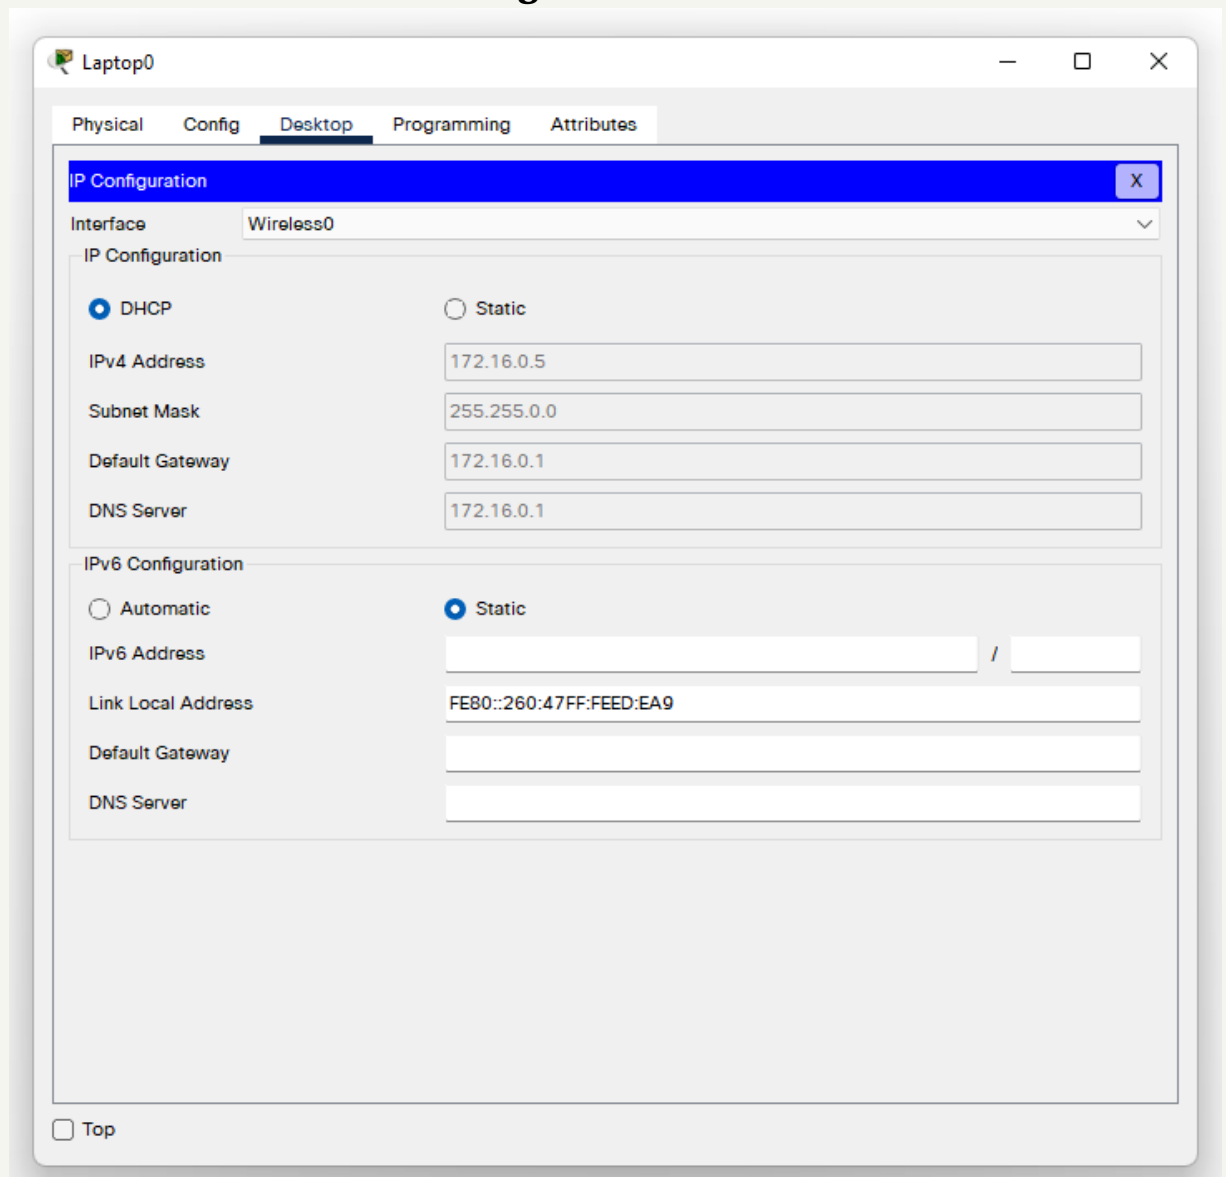 Laptop0
Physical Config Desktop Programming Attributes
IP Configuration X
Interface Wireless0
IP Configuration
DHCP Static
IPv4 Address 172.16.0.5
Subnet Mask 255.255.0.0
Default Gateway 172.16.0.1
DNS Server 172.16.0.1
IPv6 Configuration
Automatic Static
IPv6 Address /
Link Local Address FE80::260:47FF:FEED:EA9
Default Gateway
DNS Server
Top